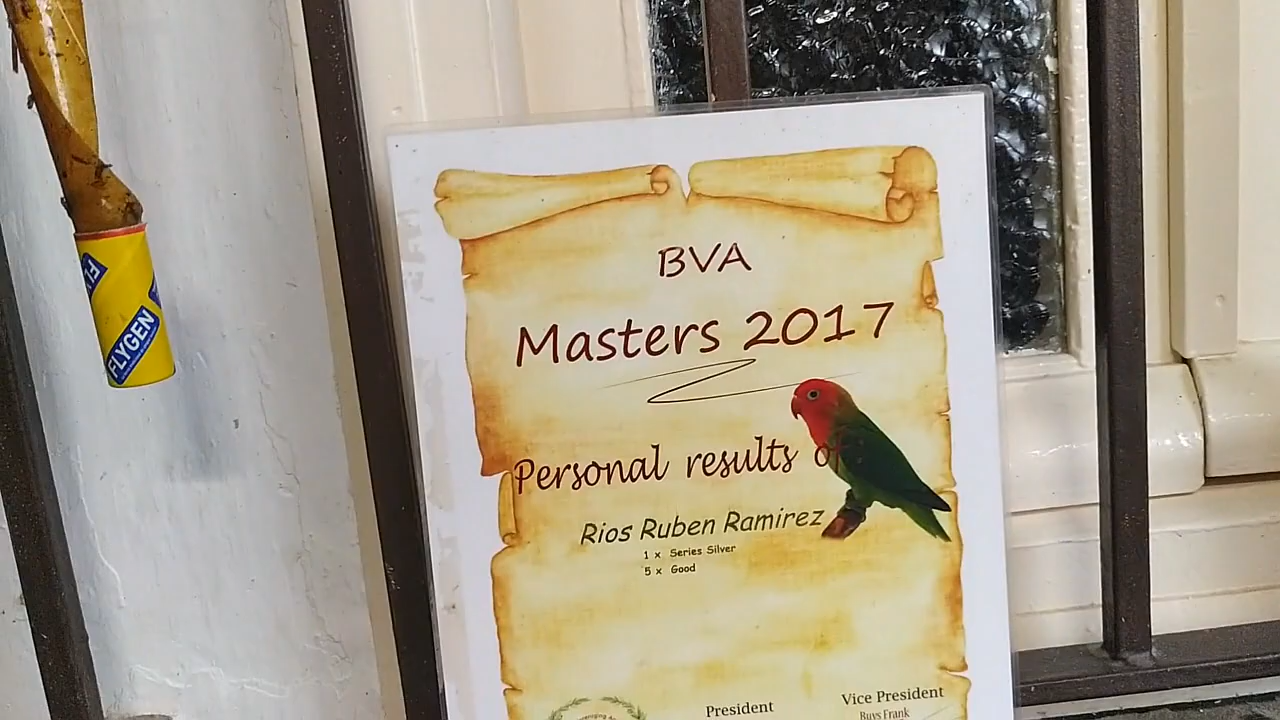 BVA
Masters 2017
Personal results of
Rios Ruben Ramirez
1 x Series Silver
5 x Good
President
Vice President
Buys Frank
FLYGEN